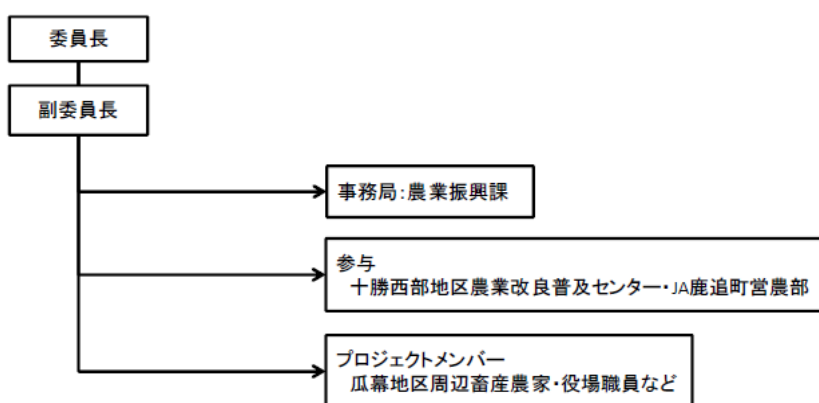 委員長
副委員長
事務局:農業振興課
参与
十勝西部地区農業改良普及センター・JA鹿追町営農部
プロジェクトメンバー
瓜幕地区周辺畜産農家・役場職員など